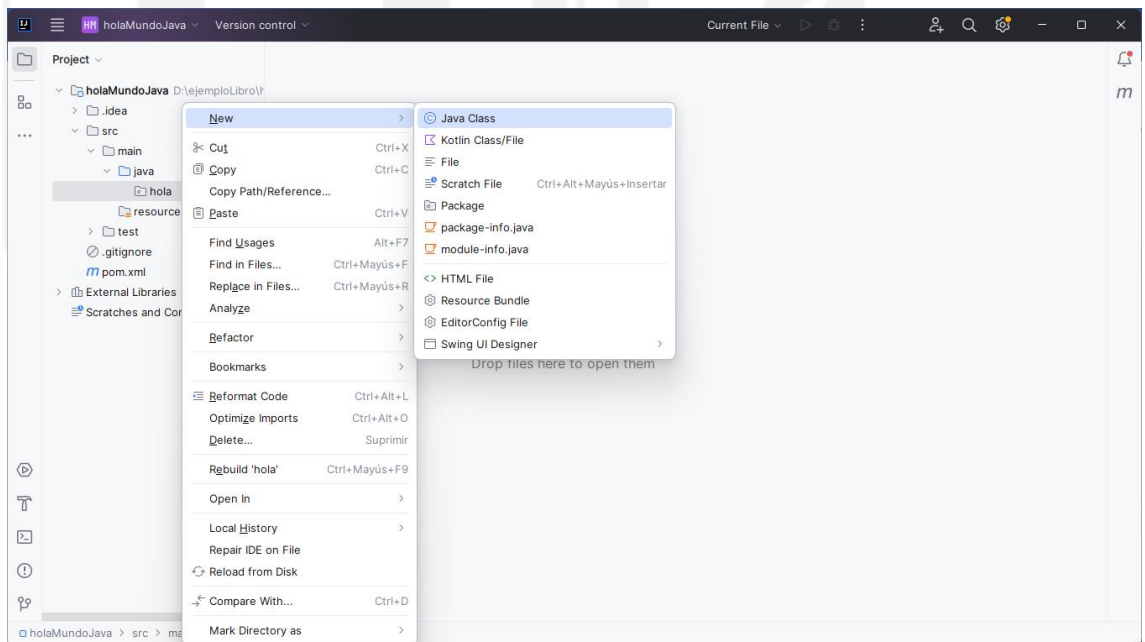 HM holaMundoJava Version control Current File
Project
holaMundoJava D:\ejemploLibro\h
.idea
src
main
java
hola
resource
test
.gitignore
m pom.xml
External Libraries
Scratches and Cor
New
Cut Ctrl+X
Copy Ctrl+C
Copy Path/Reference...
Paste Ctrl+V
Find Usages Alt+F7
Find in Files... Ctrl+Mayús+F
Replace in Files... Ctrl+Mayús+R
Analyze
Refactor
Bookmarks
Reformat Code Ctrl+Alt+L
Optimize Imports Ctrl+Alt+O
Delete... Suprimir
Rebuild 'hola' Ctrl+Mayús+F9
Open In
Local History
Repair IDE on File
Reload from Disk
Compare With... Ctrl+D
Mark Directory as
Java Class
Kotlin Class/File
File
Scratch File Ctrl+Alt+Mayús+Insertar
Package
package-info.java
module-info.java
HTML File
Resource Bundle
EditorConfig File
Swing UI Designer
Drop files here to open them
m
holaMundoJava > src > ma